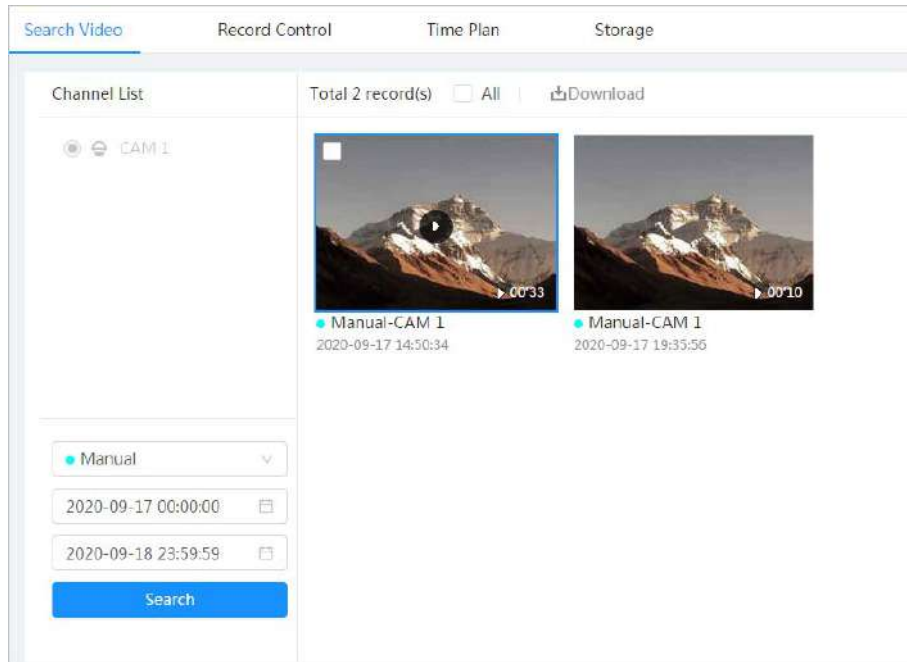 Search Video Record Control Time Plan Storage
Channel List
Total 2 record(s) All Download
CAM 1
00'33
00'10
Manual-CAM 1
2020-09-17 14:50:34
Manual-CAM 1
2020-09-17 19:35:56
Manual
2020-09-17 00:00:00
2020-09-18 23:59:59
Search